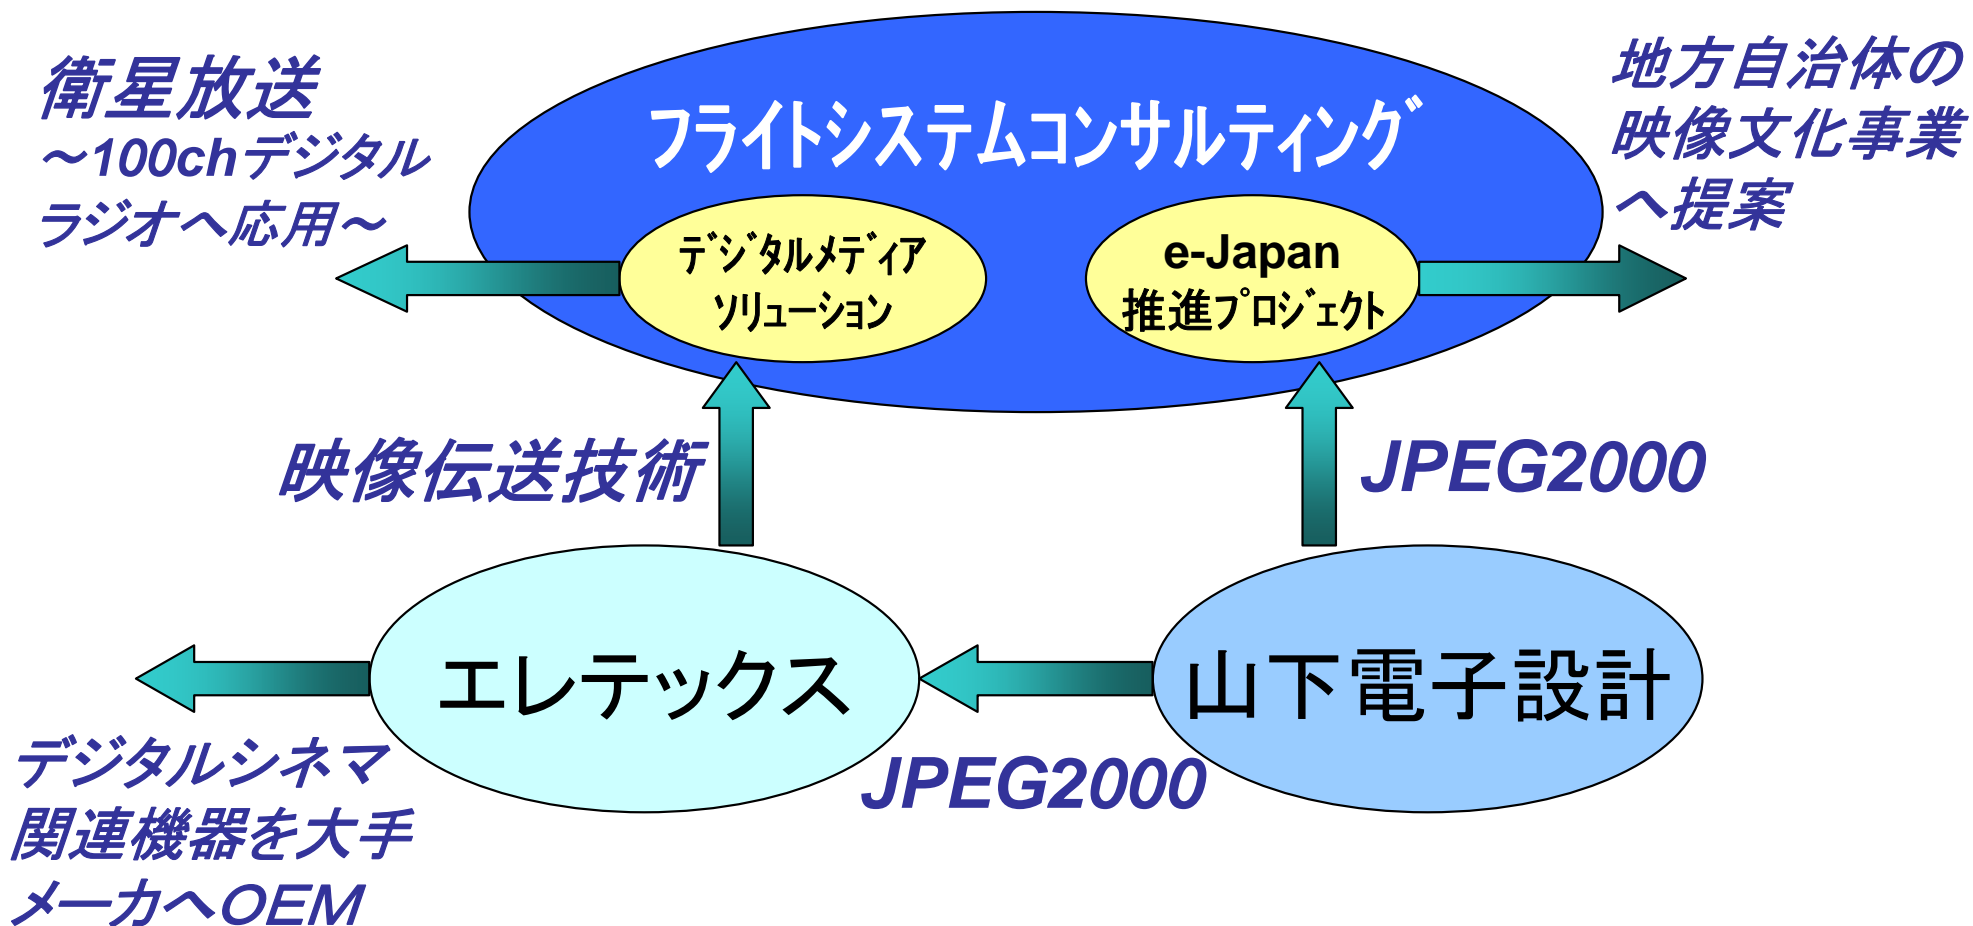 衛星放送
～100chデジタル
ラジオへ応用～
フライトシステムコンサルティング
地方自治体の
映像文化事業
へ提案
ﾃﾞｼﾞﾀﾙﾒﾃﾞｨｱ
ｿﾘｭｰｼｮﾝ
e-Japan
推進ﾌﾟﾛｼﾞｪｸﾄ
映像伝送技術
JPEG2000
エレテックス
山下電子設計
JPEG2000
デジタルシネマ
関連機器を大手
メーカへＯＥＭ